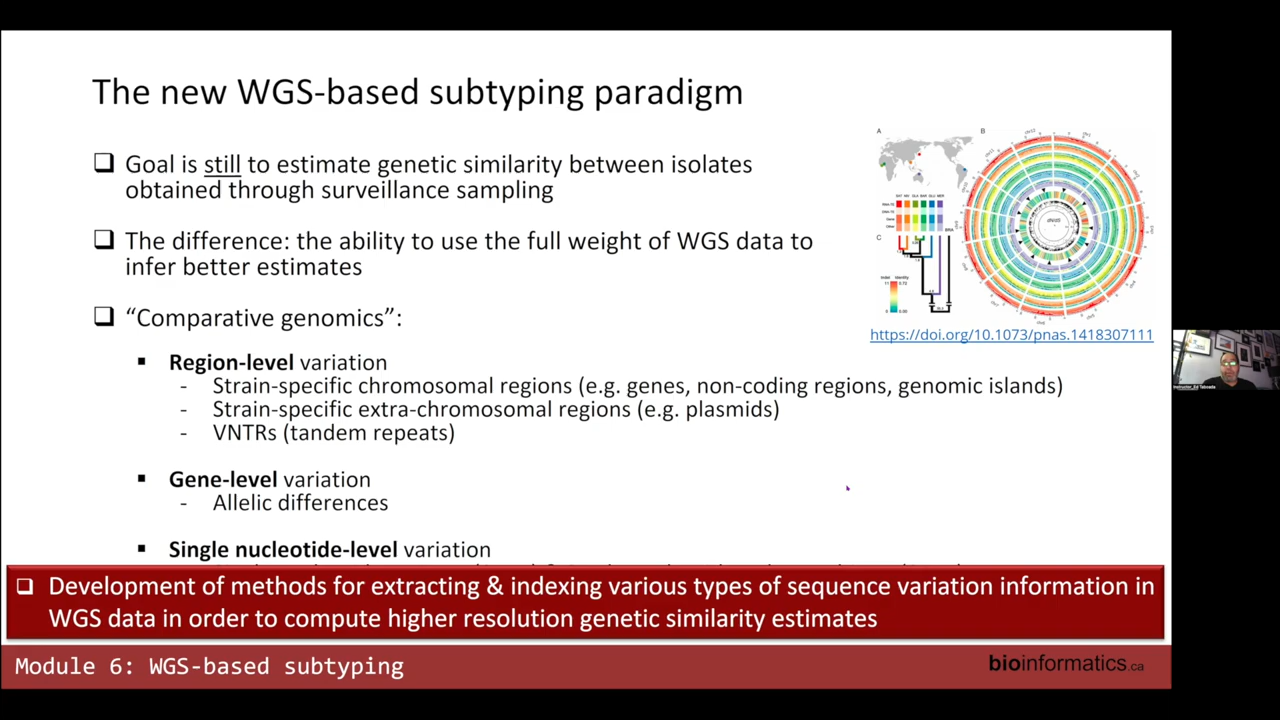 The new WGS-based subtyping paradigm
Goal is still to estimate genetic similarity between isolates
obtained through surveillance sampling
The difference: the ability to use the full weight of WGS data to
infer better estimates
“Comparative genomics”:
Region-level variation
- Strain-specific chromosomal regions (e.g. genes, non-coding regions, genomic islands)
- Strain-specific extra-chromosomal regions (e.g. plasmids)
- VNTRs (tandem repeats)
Gene-level variation
- Allelic differences
Single nucleotide-level variation
A
B
C
https://doi.org/10.1073/pnas.1418307111
Development of methods for extracting & indexing various types of sequence variation information in
WGS data in order to compute higher resolution genetic similarity estimates
Module 6: WGS-based subtyping
bioinformatics.ca
Instructor_Ed Taboada